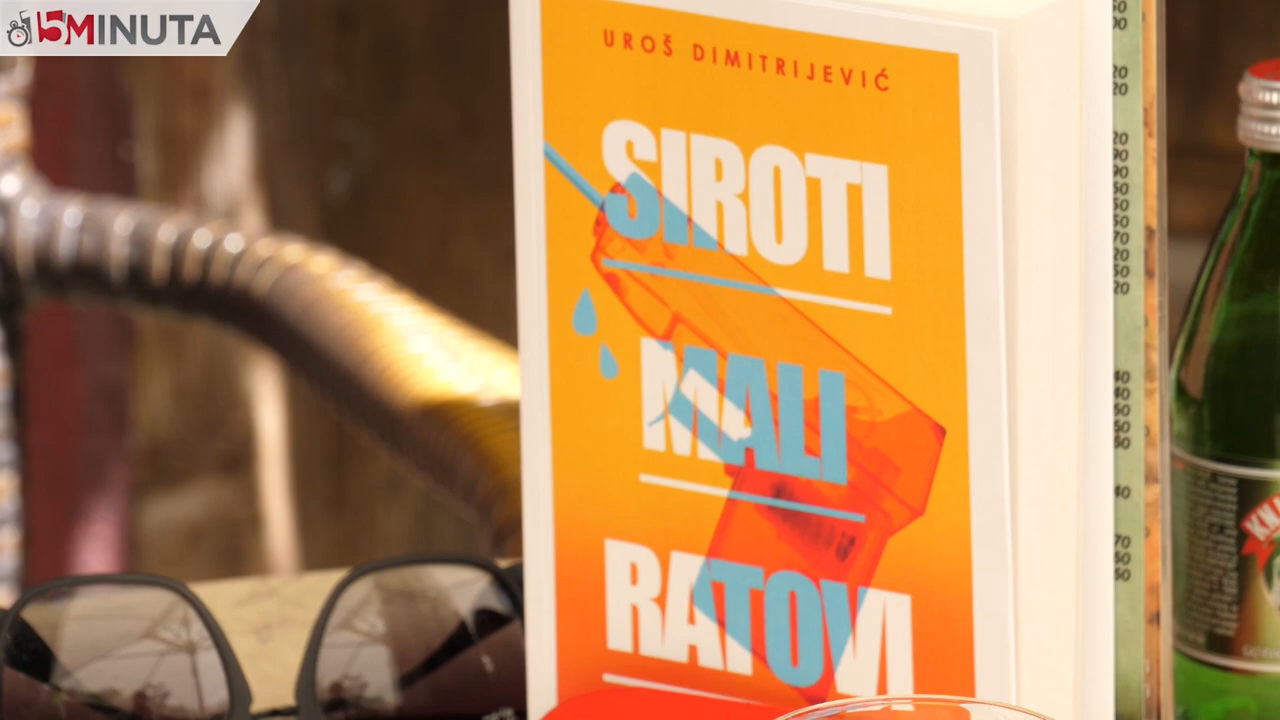 15MINUTA
UROŠ DIMITRIJEVIĆ
SIROTI
MALI
RATOVI